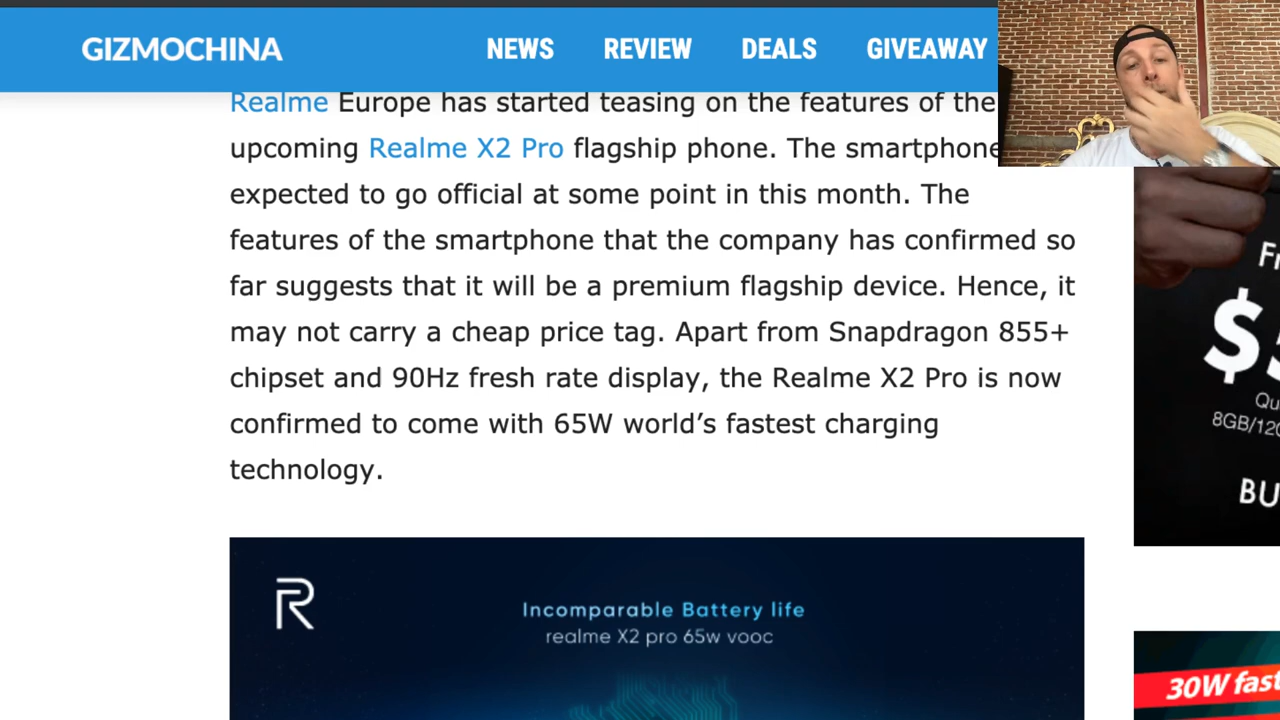 GIZMOCHINA NEWS REVIEW DEALS GIVEAWAY
Realme Europe has started teasing on the features of the
upcoming Realme X2 Pro flagship phone. The smartphone
expected to go official at some point in this month. The
features of the smartphone that the company has confirmed so
far suggests that it will be a premium flagship device. Hence, it
may not carry a cheap price tag. Apart from Snapdragon 855+
chipset and 90Hz fresh rate display, the Realme X2 Pro is now
confirmed to come with 65W world’s fastest charging
technology.
R
Incomparable Battery life
realme X2 pro 65w vooc
$
8GB/12
BU
30W fast